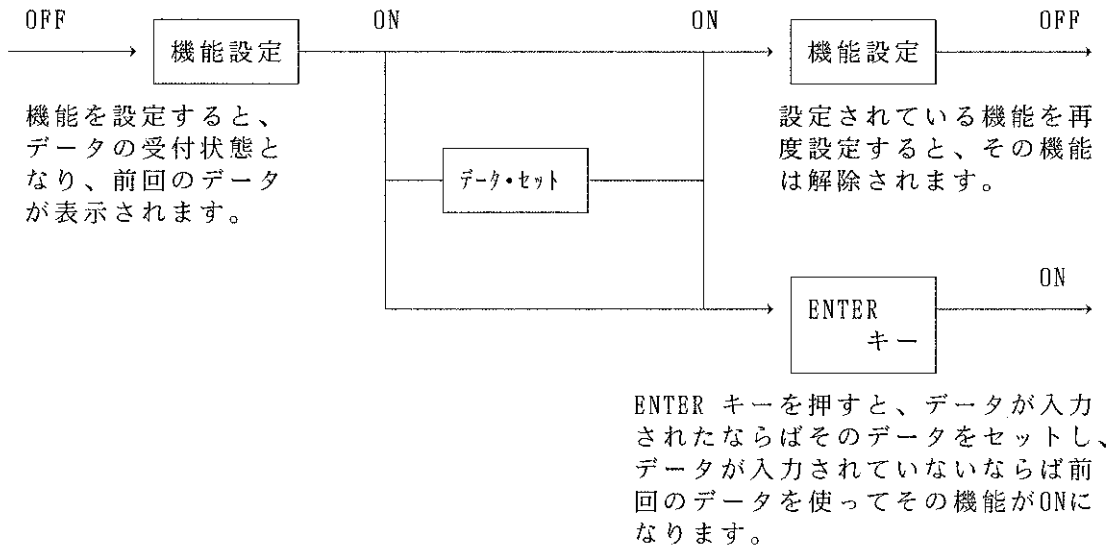 OFF ON ON OFF
機能設定 機能設定
機能を設定すると、
データの受付状態と
なり、前回のデータ
が表示されます。
データ・セット
設定されている機能を再
度設定すると、その機能
は解除されます。
ON
ENTER
キー
ENTER キーを押すと、データが入力
されたならばそのデータをセットし、
データが入力されていないならば前
回のデータを使ってその機能がONに
なります。